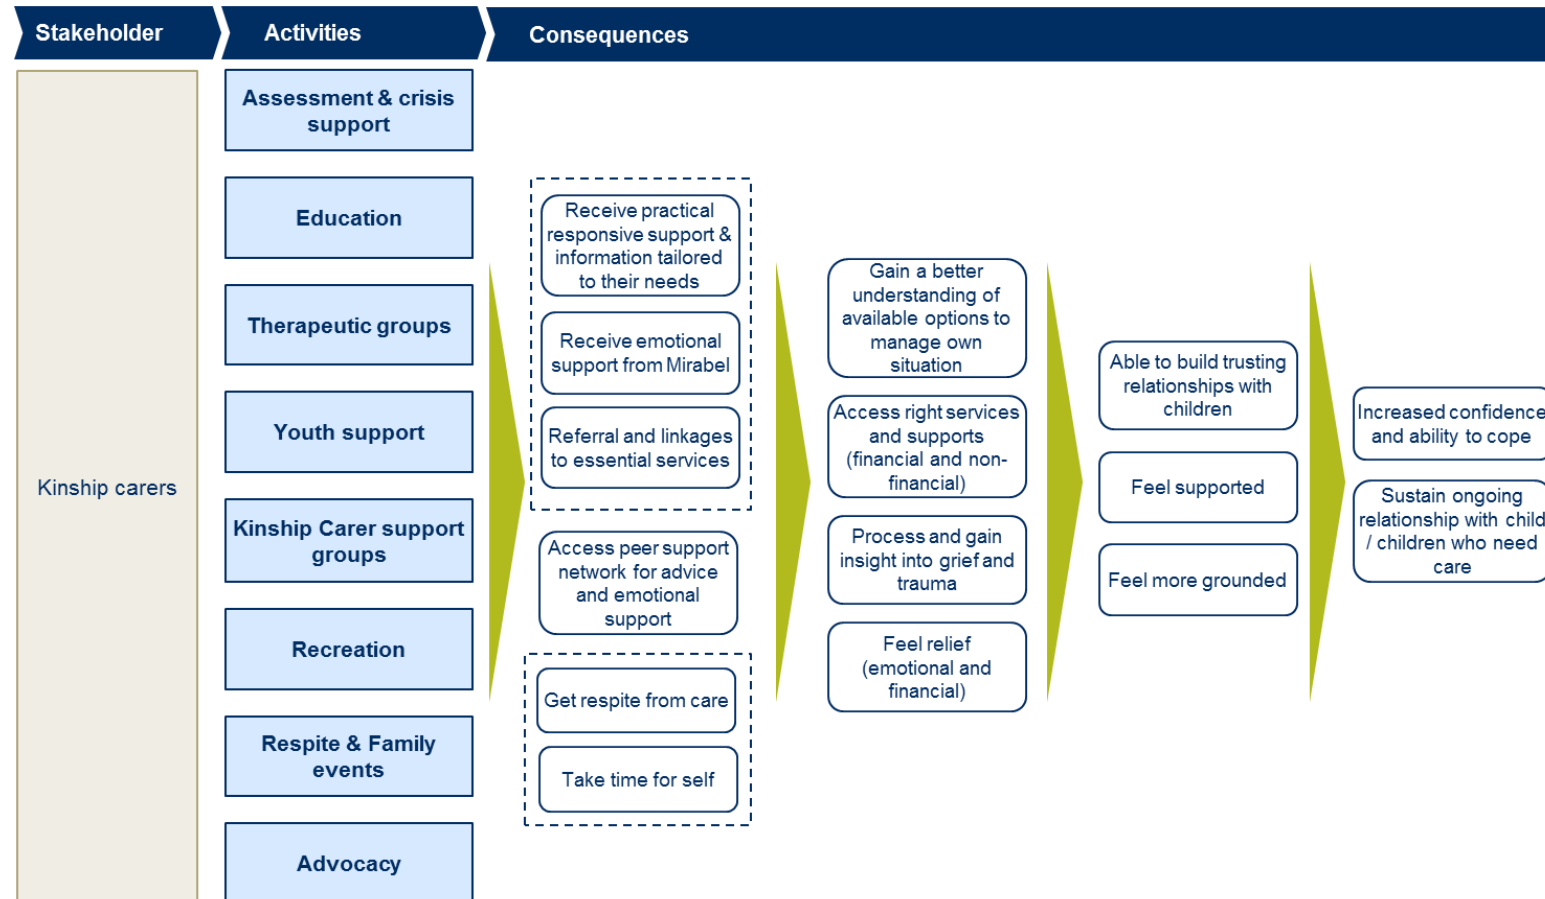 Stakeholder
Activities
Consequences
Kinship carers
Assessment & crisis
support
Education
Therapeutic groups
Youth support
Kinship Carer support
groups
Recreation
Respite & Family
events
Advocacy
Receive practical
responsive support &
information tailored
to their needs
Receive emotional
support from Mirabel
Referral and linkages
to essential services
Access peer support
network for advice
and emotional
support
Get respite from care
Take time for self
Gain a better
understanding of
available options to
manage own
situation
Access right services
and supports
(financial and non-
financial)
Process and gain
insight into grief and
trauma
Feel relief
(emotional and
financial)
Able to build trusting
relationships with
children
Feel supported
Feel more grounded
Increased confidence
and ability to cope
Sustain ongoing
relationship with child
/ children who need
care